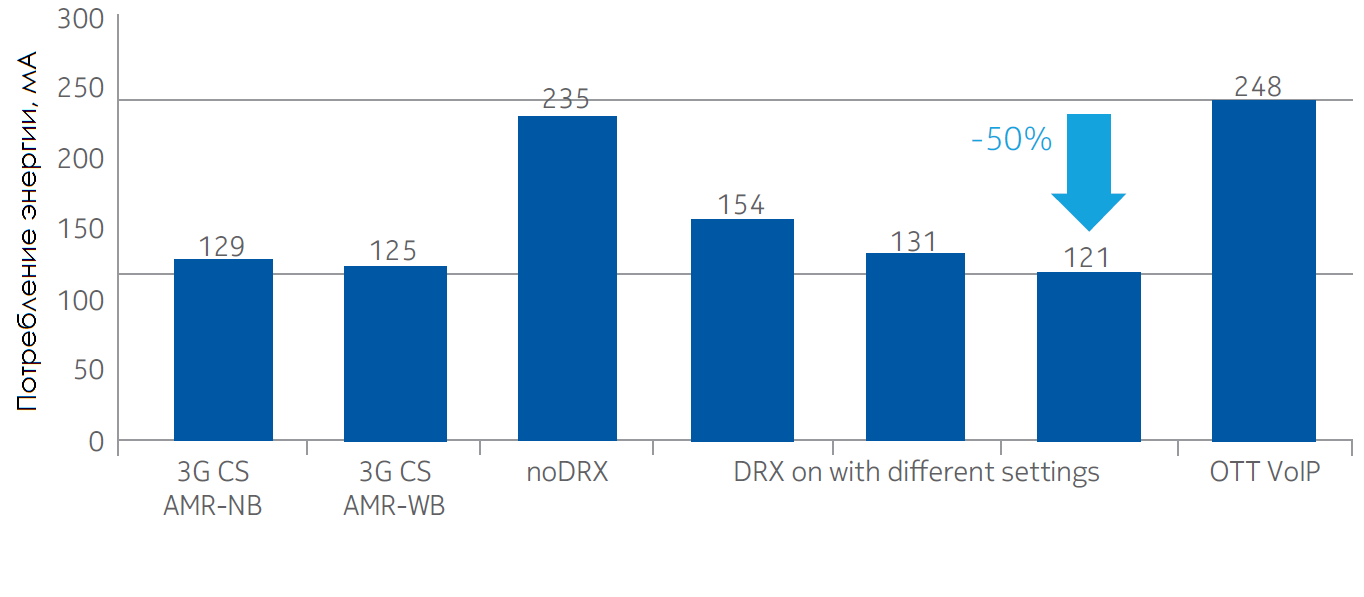 Потребление энергии, мА
300
250
200
150
100
50
0
129
125
235
154
131
121
248
-50%
3G CS
AMR-NB
3G CS
AMR-WB
noDRX
DRX on with different settings
OTT VoIP